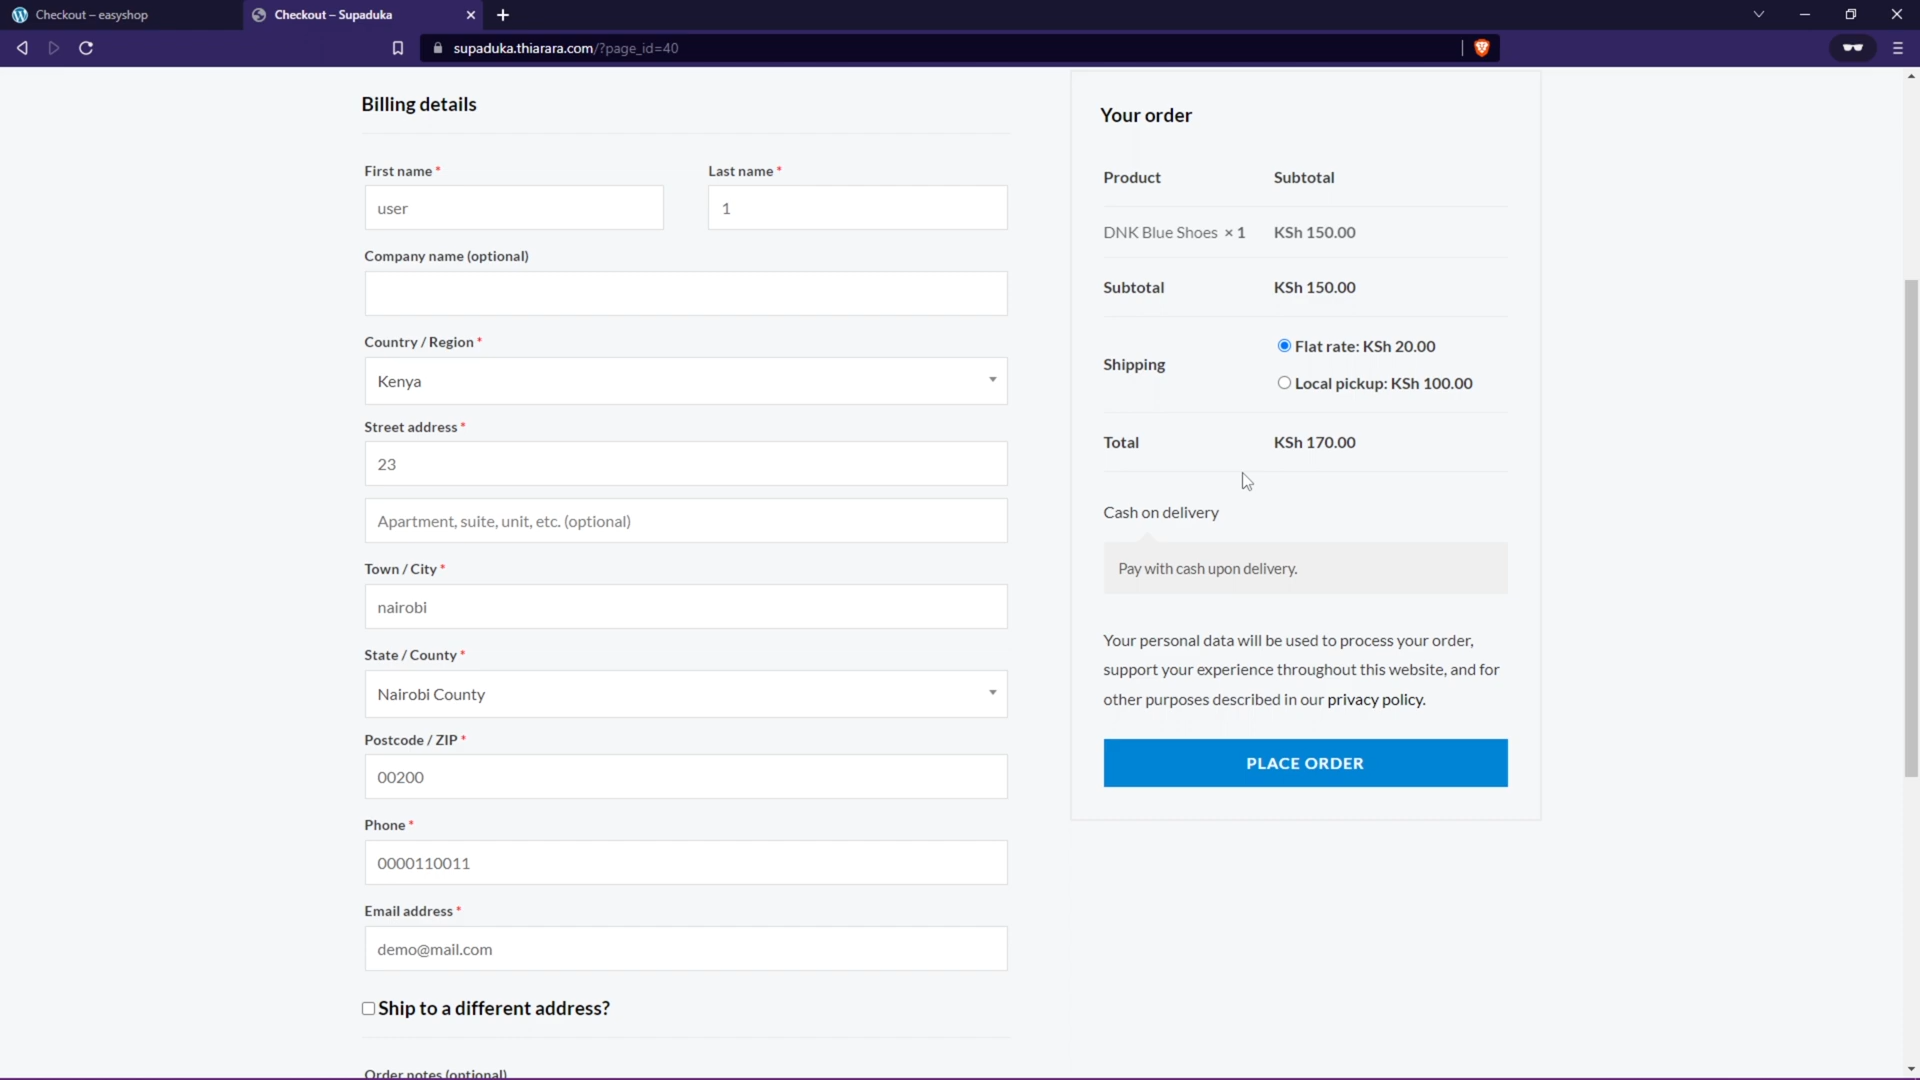 Checkout – easyshop
Checkout – Supaduka
supaduka.thiarara.com/?page_id=40
Billing details
First name *
Last name *
user
1
Company name (optional)
Country / Region *
Kenya
Street address *
23
Apartment, suite, unit, etc. (optional)
Town / City *
nairobi
State / County *
Nairobi County
Postcode / ZIP *
00200
Phone *
0000110011
Email address *
demo@mail.com
Ship to a different address?
Order notes (optional)
Your order
Product Subtotal
DNK Blue Shoes × 1 KSh 150.00
Subtotal KSh 150.00
Shipping
Flat rate: KSh 20.00
Local pickup: KSh 100.00
Total KSh 170.00
Cash on delivery
Pay with cash upon delivery.
Your personal data will be used to process your order,
support your experience throughout this website, and for
other purposes described in our privacy policy.
PLACE ORDER